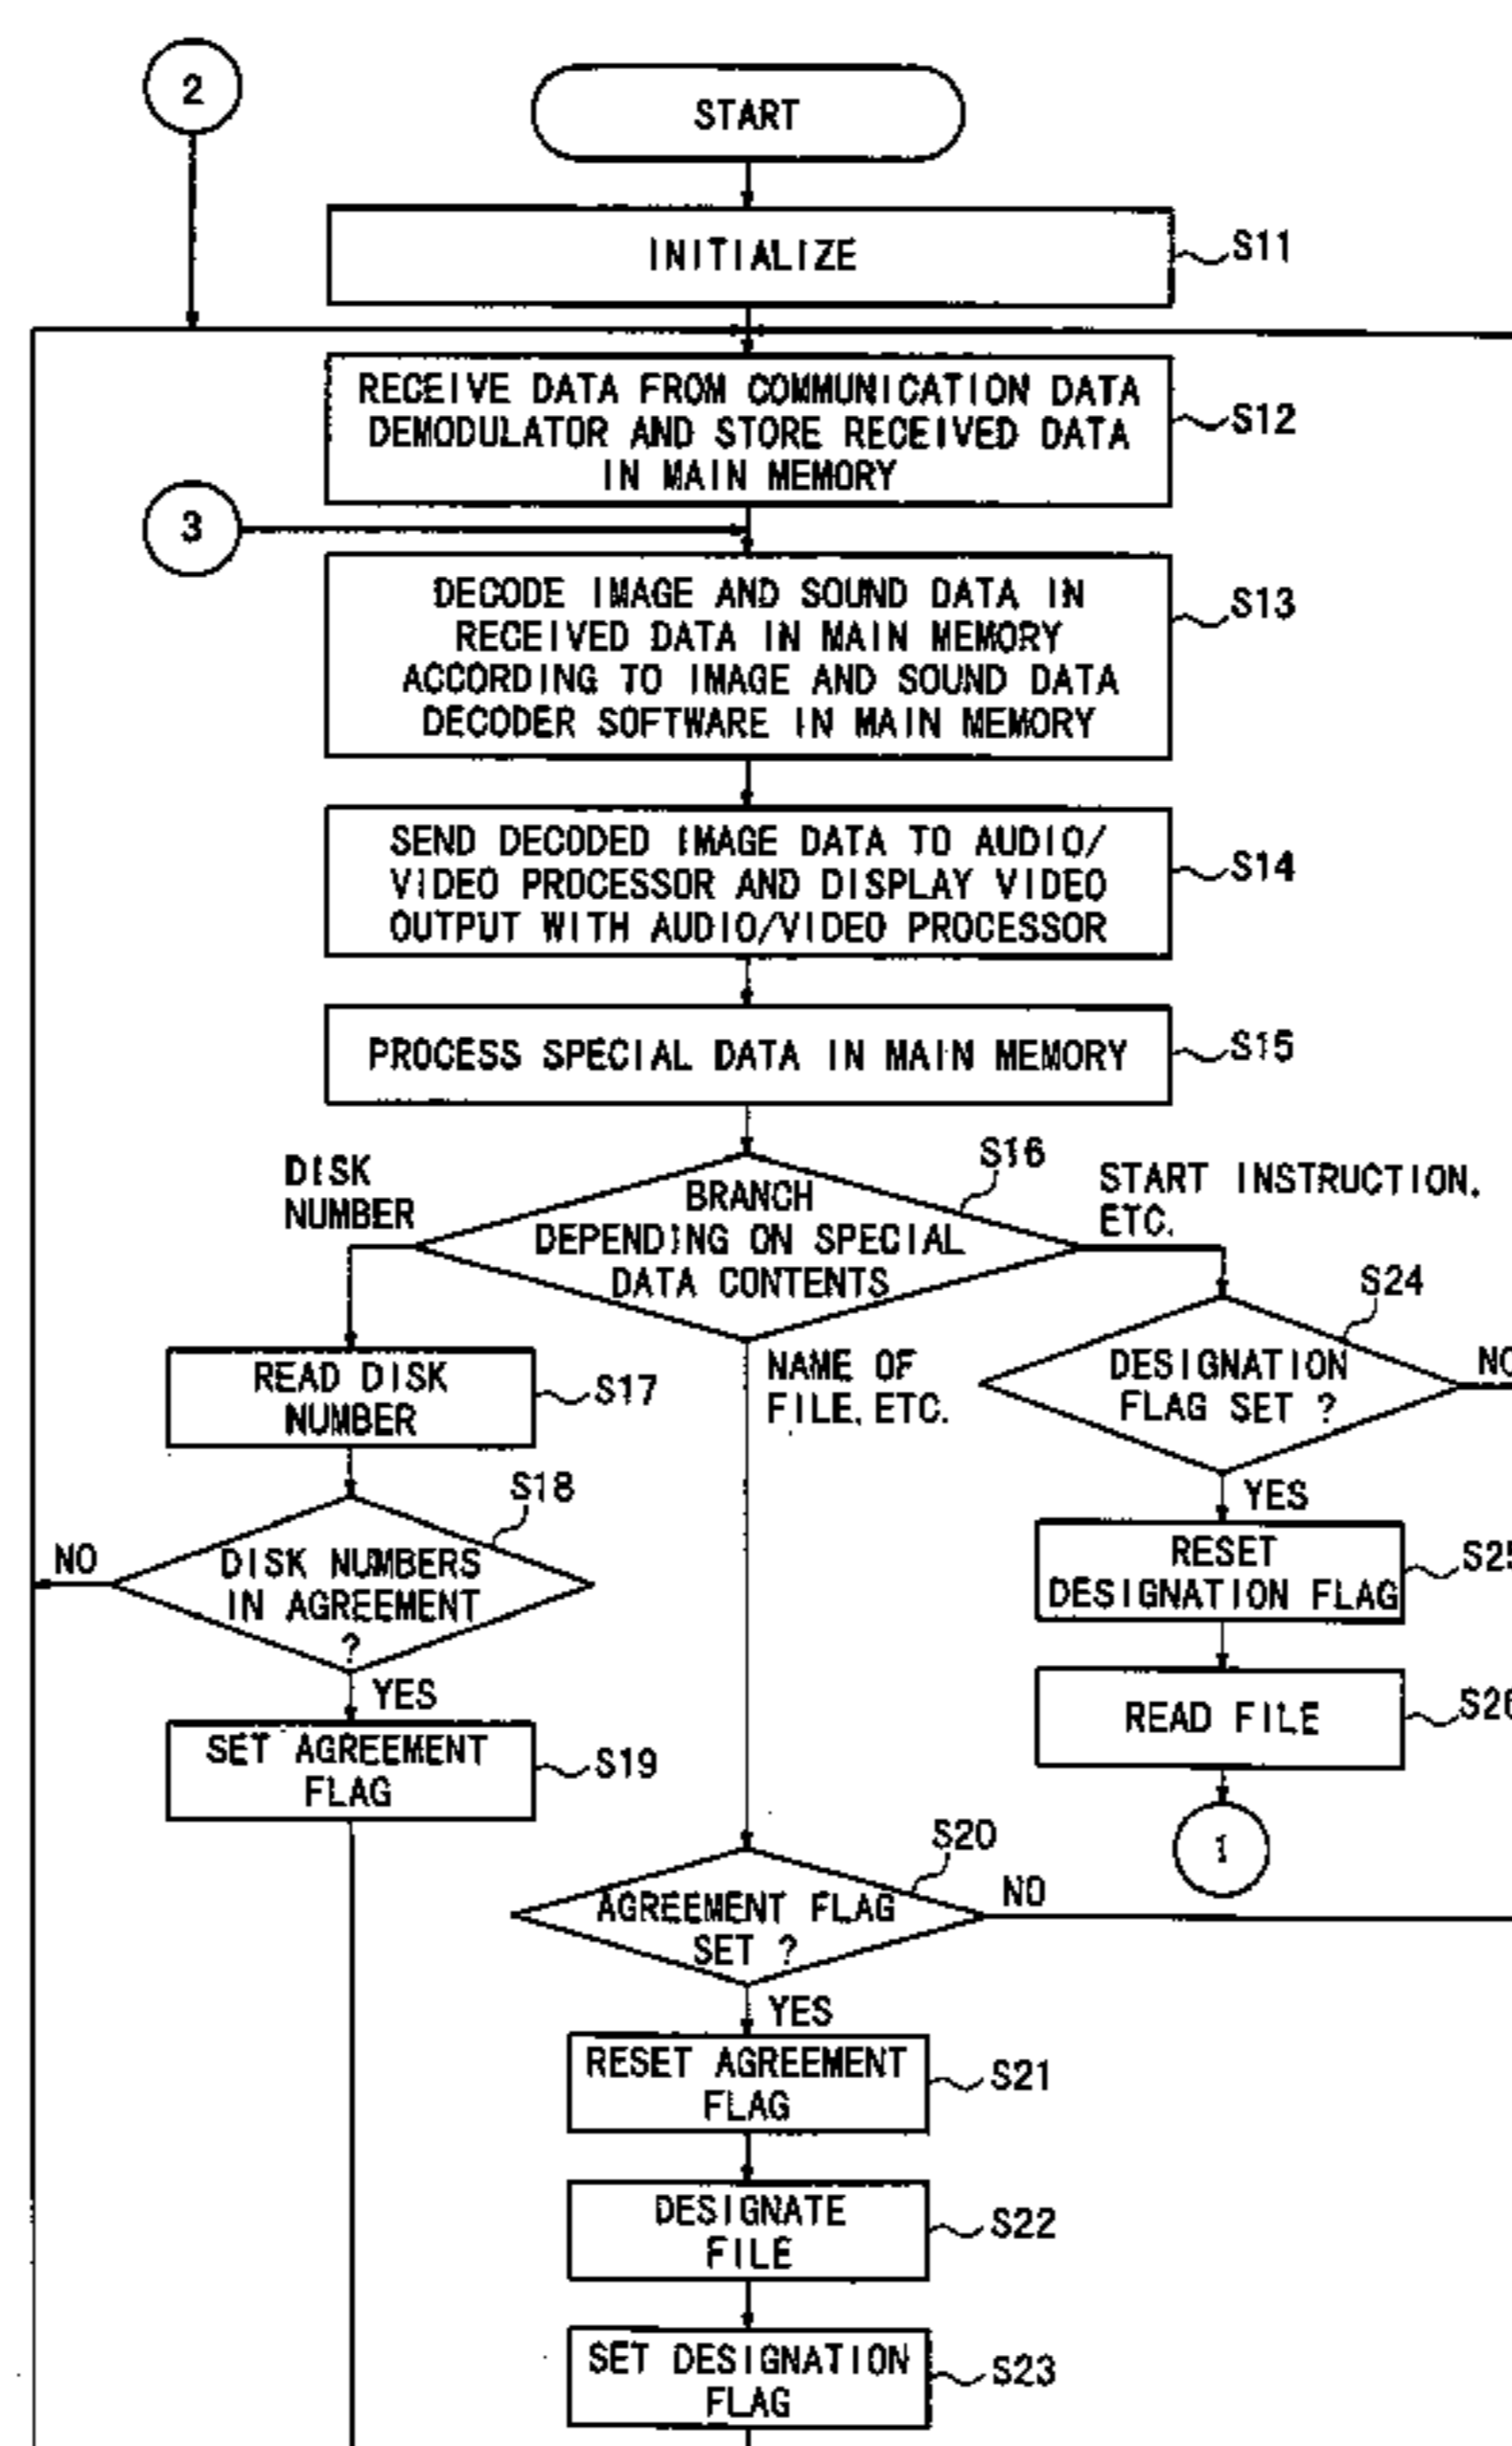 2
START
INITIALIZE
S11
RECEIVE DATA FROM COMMUNICATION DATA
DEMODULATOR AND STORE RECEIVED DATA
IN MAIN MEMORY
S12
3
DECODE IMAGE AND SOUND DATA IN
RECEIVED DATA IN MAIN MEMORY
ACCORDING TO IMAGE AND SOUND DATA
DECODER SOFTWARE IN MAIN MEMORY
S13
SEND DECODED IMAGE DATA TO AUDIO/
VIDEO PROCESSOR AND DISPLAY VIDEO
OUTPUT WITH AUDIO/VIDEO PROCESSOR
S14
PROCESS SPECIAL DATA IN MAIN MEMORY
S15
S16
BRANCH
DEPENDING ON SPECIAL
DATA CONTENTS
DISK
NUMBER
START INSTRUCTION.
ETC.
NAME OF
FILE, ETC.
READ DISK
NUMBER
S17
S18
DISK NUMBERS
IN AGREEMENT
?
NO
YES
SET AGREEMENT
FLAG
S19
S24
DESIGNATION
FLAG SET ?
NO
YES
RESET
DESIGNATION FLAG
S25
READ FILE
S26
1
S20
AGREEMENT FLAG
SET ?
NO
YES
RESET AGREEMENT
FLAG
S21
DESIGNATE
FILE
S22
SET DESIGNATION
FLAG
S23